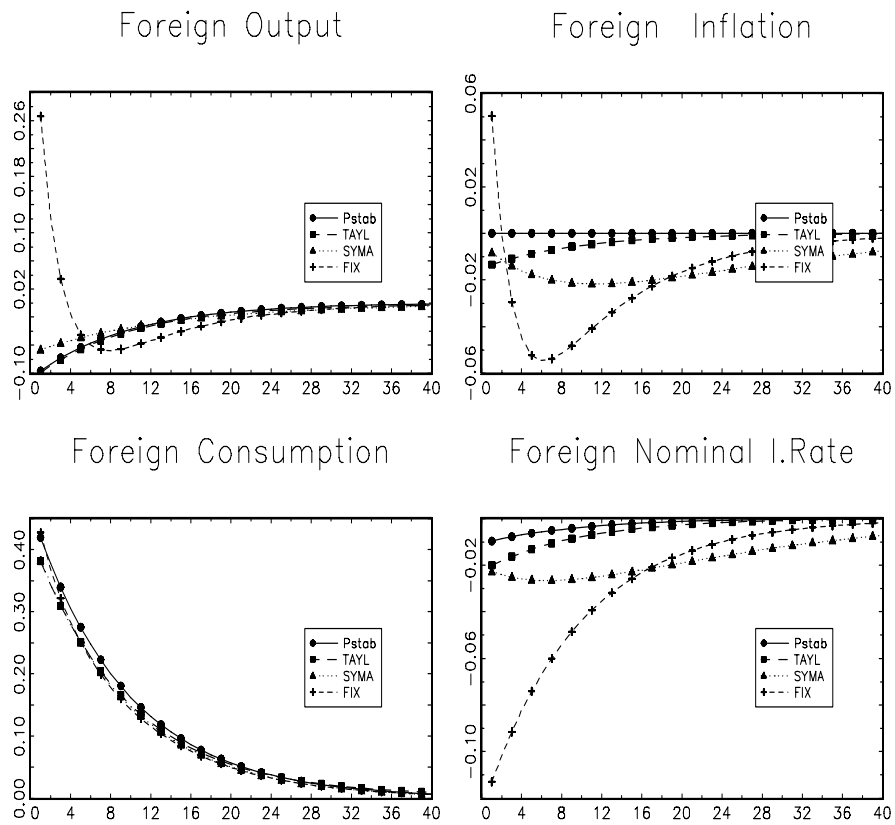 Foreign Output
0.26
0.18
0.10
0.02
−0.10
Pstab
TAYL
SYMA
FIX
0 4 8 12 16 20 24 28 32 36 40
Foreign Inflation
0.06
0.02
−0.02
−0.06
Pstab
TAYL
SYMA
FIX
0 4 8 12 16 20 24 28 32 36 40
Foreign Consumption
0.40
0.30
0.20
0.10
0.00
Pstab
TAYL
SYMA
FIX
0 4 8 12 16 20 24 28 32 36 40
Foreign Nominal I.Rate
−0.02
−0.06
−0.10
Pstab
TAYL
SYMA
FIX
0 4 8 12 16 20 24 28 32 36 40